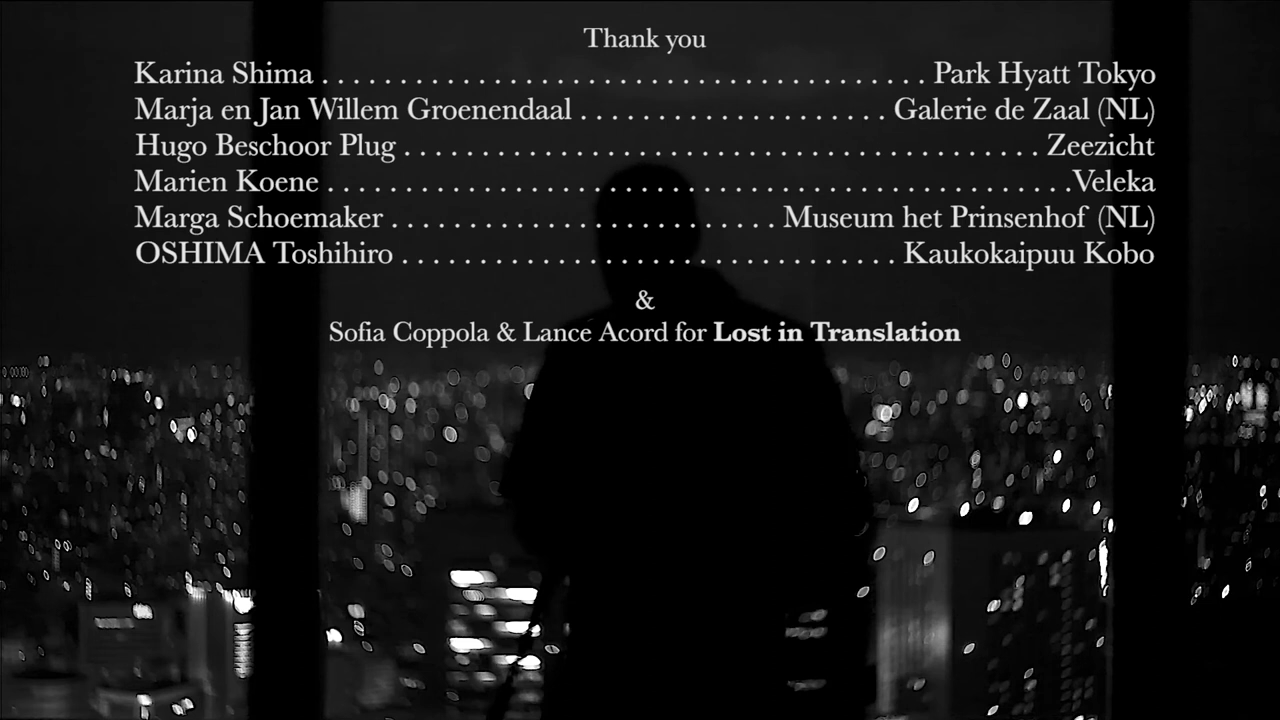 Thank you
Karina Shima . . . . . . . . . . . . . . . . . . . . . . . . . . . . . . . . . . . . . . . Park Hyatt Tokyo
Marja en Jan Willem Groenendaal . . . . . . . . . . . . . . . . . . . Galerie de Zaal (NL)
Hugo Beschoor Plug . . . . . . . . . . . . . . . . . . . . . . . . . . . . . . . . . . . . . . . . Zeezicht
Marien Koene . . . . . . . . . . . . . . . . . . . . . . . . . . . . . . . . . . . . . . . . . . . . . . .Veleka
Marga Schoemaker . . . . . . . . . . . . . . . . . . . . . . . . Museum het Prinsenhof (NL)
OSHIMA Toshihiro . . . . . . . . . . . . . . . . . . . . . . . . . . . . . . . Kaukokaipuu Kobo
&
Sofia Coppola & Lance Acord for Lost in Translation